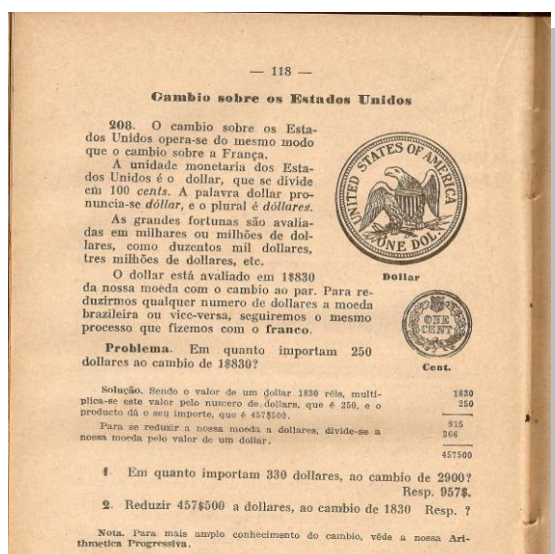 — 118 —
Cambio sobre os Estados Unidos
208. O cambio sobre os Esta-
dos Unidos opera-se do mesmo modo
que o cambio sobre a França.
A unidade monetaria dos Esta-
dos Unidos é o dollar, que se divide
em 100 cents. A palavra dollar pro-
nuncia-se dóllar, e o plural é dóllares.
As grandes fortunas são avalia-
das em milhares ou milhões de dol-
lares, como duzentos mil dollares,
tres milhões de dollares, etc.
O dollar está avaliado em 1$830
da nossa moeda com o cambio ao par. Para re-
duzirmos qualquer numero de dollares a moeda
brazileira ou vice-versa, seguiremos o mesmo
processo que fizemos com o franco.
UNITED STATES OF AMERICA
ONE DOL.
Dollar
ONE
CENT
Cent.
Problema. Em quanto importam 250
dollares ao cambio de 1$830?
Solução. Sendo o valor de um dollar 1830 réis, multi-
plica-se este valor pelo numero de dollars, que é 250, e o
producto dá o seu importe, que é 457$500.
Para se reduzir a nossa moeda a dollares, divide-se a
nossa moeda pelo valor de um dollar.
1830
250
915
366
457500
1. Em quanto importam 330 dollares, ao cambio de 2900?
Resp. 957$.
2. Reduzir 457$500 a dollares, ao cambio de 1830 Resp. ?
Nota. Para mais amplo conhecimento do cambio, vêde a nossa Ari-
thmetica Progressiva.